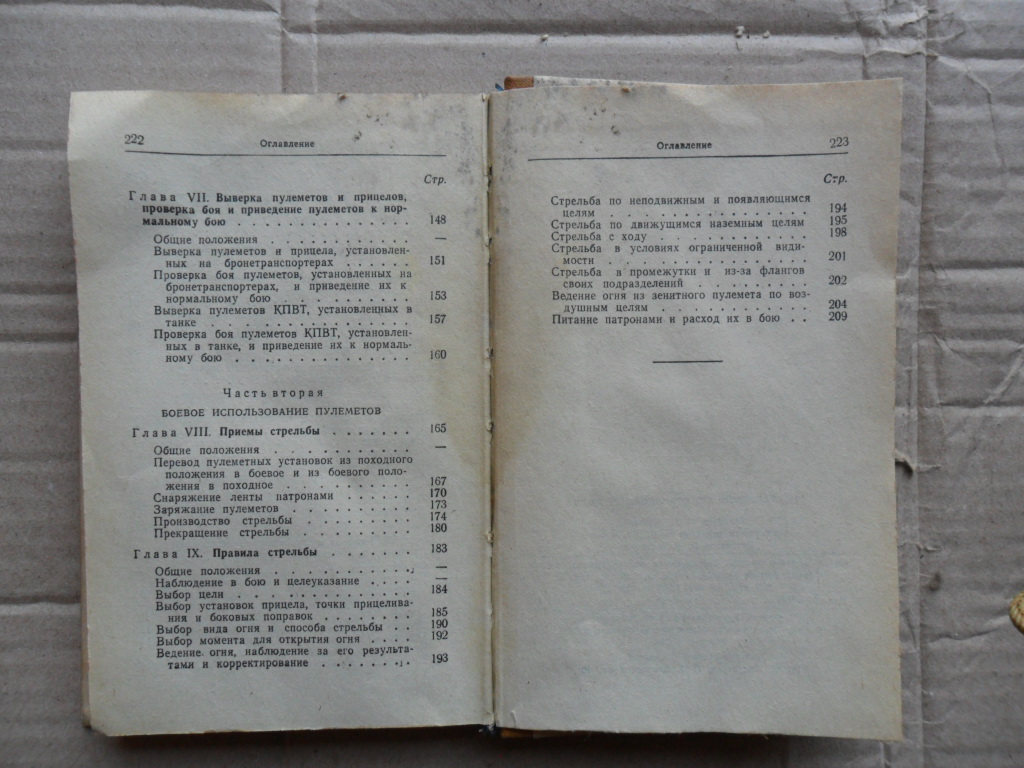 222
Оглавление
Стр.
Глава VII. Выверка пулеметов и прицелов,
проверка боя и приведение пулеметов к нор-
мальному бою . . . . . . . . . . . . . 148
Общие положения . . . . . . . . . . . —
Выверка пулеметов и прицела, установлен-
ных на бронетранспортерах . . . . . . 151
Проверка боя пулеметов, установленных на
бронетранспортерах, и приведение их к
нормальному бою . . . . . . . . . . . 153
Выверка пулеметов КПВТ, установленных в
танке . . . . . . . . . . . . . . . . 157
Проверка боя пулеметов КПВТ, установлен-
ных в танке, и приведение их к нормаль-
ному бою . . . . . . . . . . . . . . 160
Часть вторая
БОЕВОЕ ИСПОЛЬЗОВАНИЕ ПУЛЕМЕТОВ
Глава VIII. Приемы стрельбы . . . . . . . 165
Общие положения . . . . . . . . . . . —
Перевод пулеметных установок из походного
положения в боевое и из боевого поло-
жения в походное . . . . . . . . . . 167
Снаряжение ленты патронами . . . . . . 170
Заряжание пулеметов . . . . . . . . . 173
Производство стрельбы . . . . . . . . 174
Прекращение стрельбы . . . . . . . . 180
Глава IX. Правила стрельбы . . . . . . . 183
Общие положения . . . . . . . . . . . —
Наблюдение в бою и целеуказание . . . . —
Выбор цели . . . . . . . . . . . . . 184
Выбор установок прицела, точки прицелива-
ния и боковых поправок . . . . . . . 185
Выбор вида огня и способа стрельбы . . 190
Выбор момента для открытия огня . . . . 192
Ведение огня, наблюдение за его результа-
тами и корректирование . . . . . . . 193
Оглавление
223
Стр.
Стрельба по неподвижным и появляющимся
целям . . . . . . . . . . . . . . . 194
Стрельба по движущимся наземным целям 195
Стрельба с ходу . . . . . . . . . . . 198
Стрельба в условиях ограниченной види-
мости . . . . . . . . . . . . . . . 201
Стрельба в промежутки и из-за флангов
своих подразделений . . . . . . . . . 202
Ведение огня из зенитного пулемета по воз-
душным целям . . . . . . . . . . . . 204
Питание патронами и расход их в бою . . 209